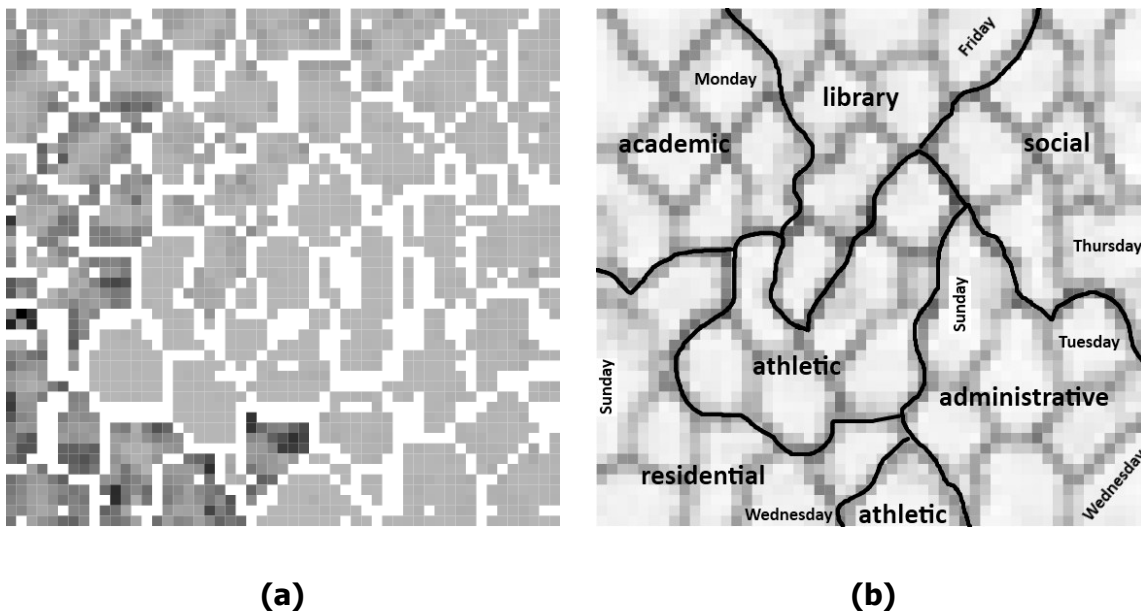 Friday
Monday
library
academic
social
Thursday
Sunday
Tuesday
Sunday
athletic
administrative
residential
Wednesday
Wednesday
athletic
(a)
(b)